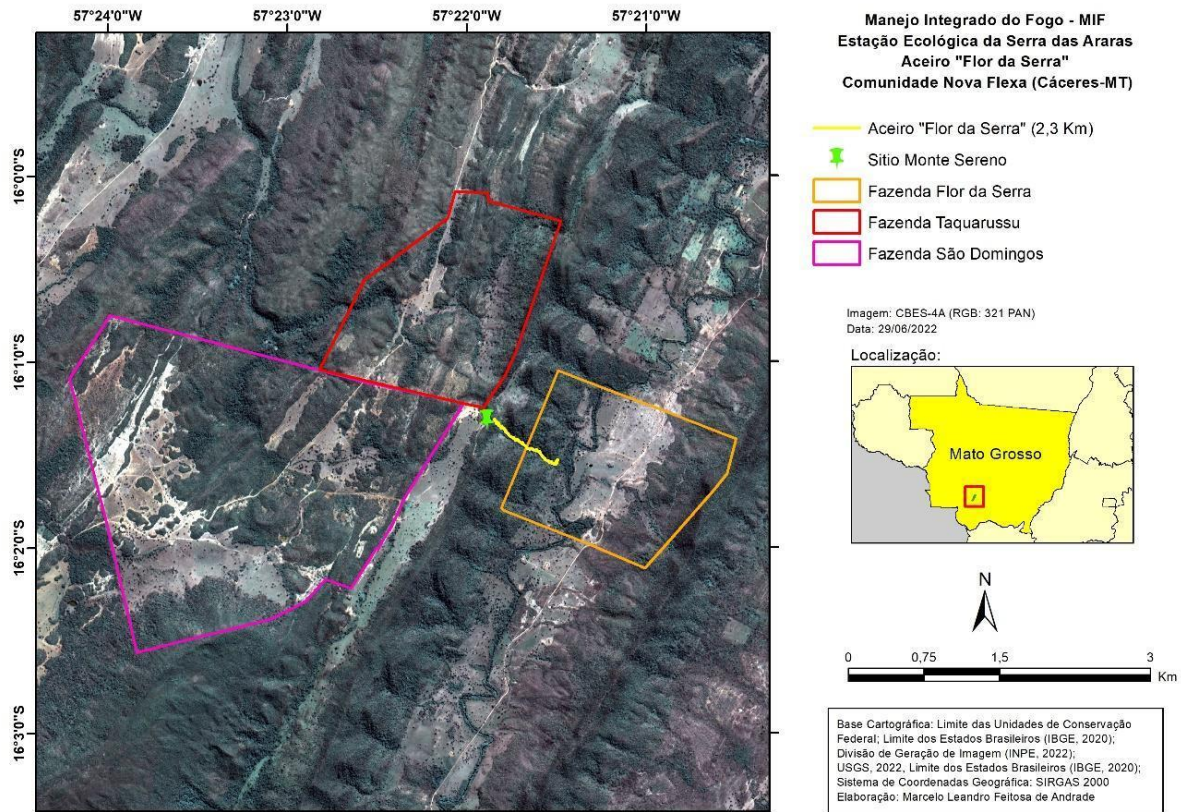 57°24'0"W
57°23'0"W
57°22'0"W
57°21'0"W
16°0'0"S
16°1'0"S
16°2'0"S
16°3'0"S
Manejo Integrado do Fogo - MIF
Estação Ecológica da Serra das Araras
Aceiro "Flor da Serra"
Comunidade Nova Flexa (Cáceres-MT)
Aceiro "Flor da Serra" (2,3 Km)
Sitio Monte Sereno
Fazenda Flor da Serra
Fazenda Taquarussu
Fazenda São Domingos
Imagem: CBES-4A (RGB: 321 PAN)
Data: 29/06/2022
Localização:
Mato Grosso
N
0 0,75 1,5 3
Km
Base Cartográfica: Limite das Unidades de Conservação
Federal; Limite dos Estados Brasileiros (IBGE, 2020);
Divisão de Geração de Imagem (INPE, 2022);
USGS, 2022, Limite dos Estados Brasileiros (IBGE, 2020);
Sistema de Coordenadas Geográfica: SIRGAS 2000
Elaboração: Marcelo Leandro Feitosa de Andrade